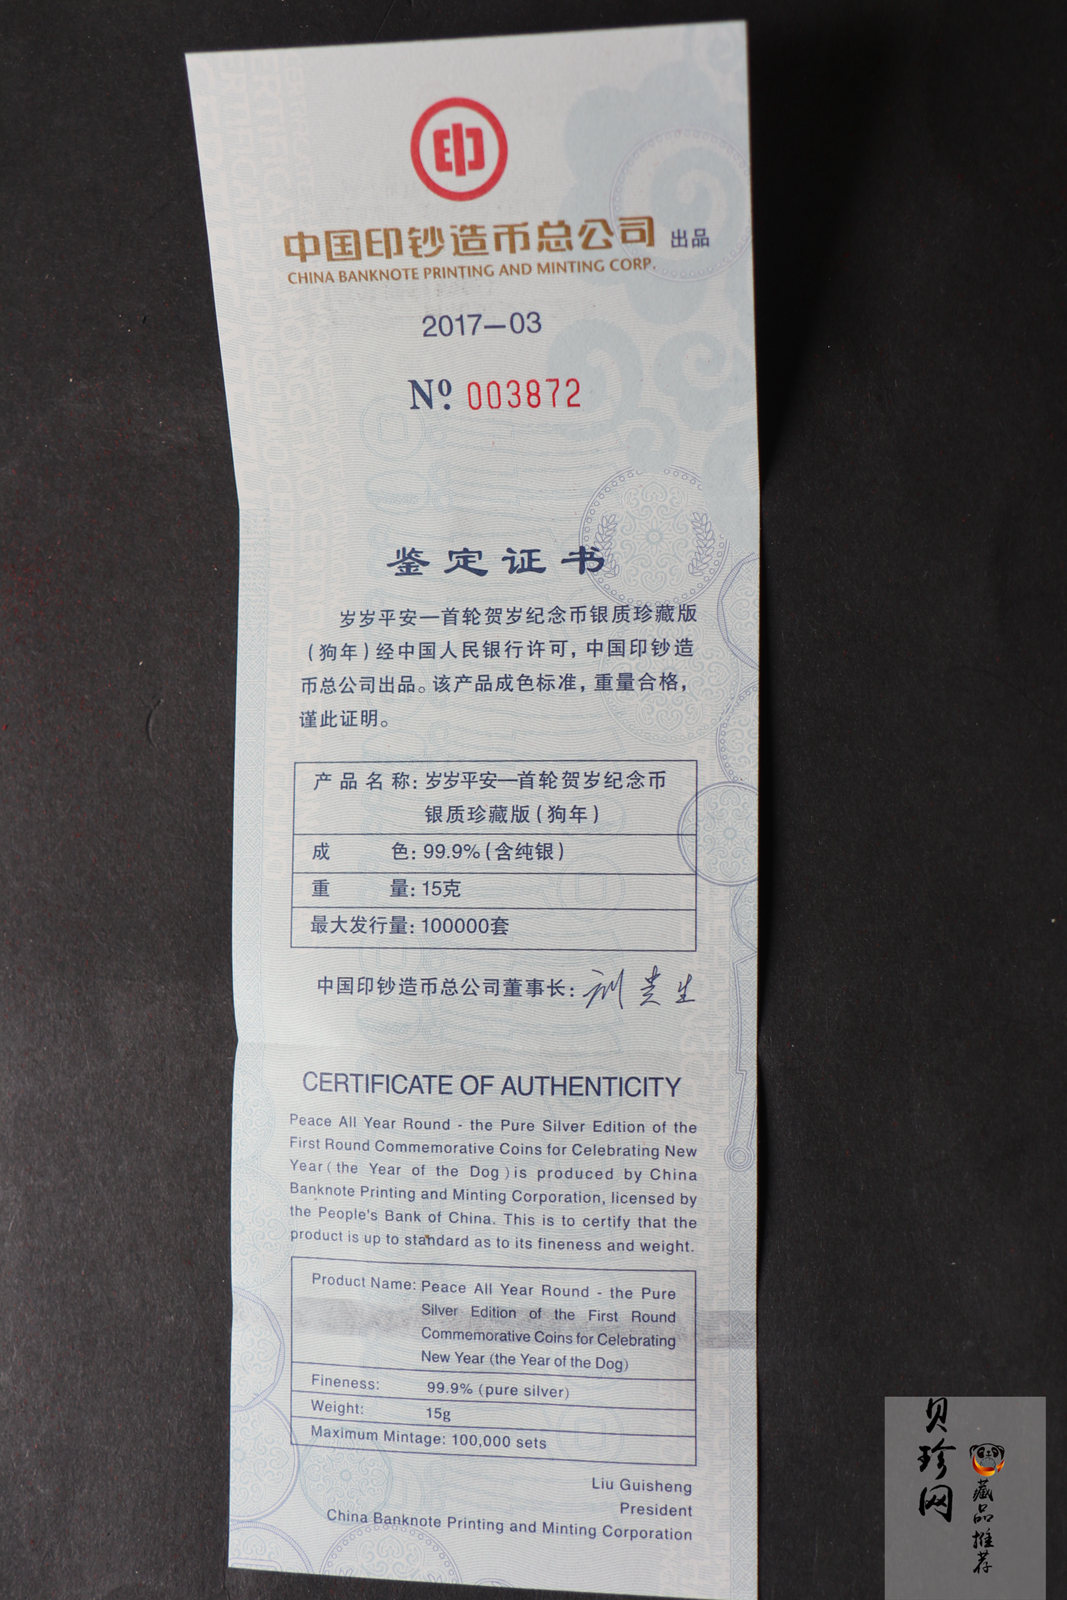 印
中国印钞造币总公司 出品
CHINA BANKNOTE PRINTING AND MINTING CORP.
2017—03
Nº 003872
鉴定证书
岁岁平安—首轮贺岁纪念币银质珍藏版
(狗年)经中国人民银行许可，中国印钞造
币总公司出品。该产品成色标准，重量合格，
谨此证明。
产品名称：岁岁平安—首轮贺岁纪念币
银质珍藏版(狗年)
成 色：99.9%(含纯银)
重 量：15克
最大发行量：100000套
中国印钞造币总公司董事长：
CERTIFICATE OF AUTHENTICITY
Peace All Year Round - the Pure Silver Edition of the
First Round Commemorative Coins for Celebrating New
Year (the Year of the Dog) is produced by China
Banknote Printing and Minting Corporation, licensed by
the People's Bank of China. This is to certify that the
product is up to standard as to its fineness and weight.
Product Name: Peace All Year Round - the Pure
Silver Edition of the First Round
Commemorative Coins for Celebrating
New Year (the Year of the Dog)
Fineness: 99.9% (pure silver)
Weight: 15g
Maximum Mintage: 100,000 sets
Liu Guisheng
President
China Banknote Printing and Minting Corporation
贝珍网
藏品推荐